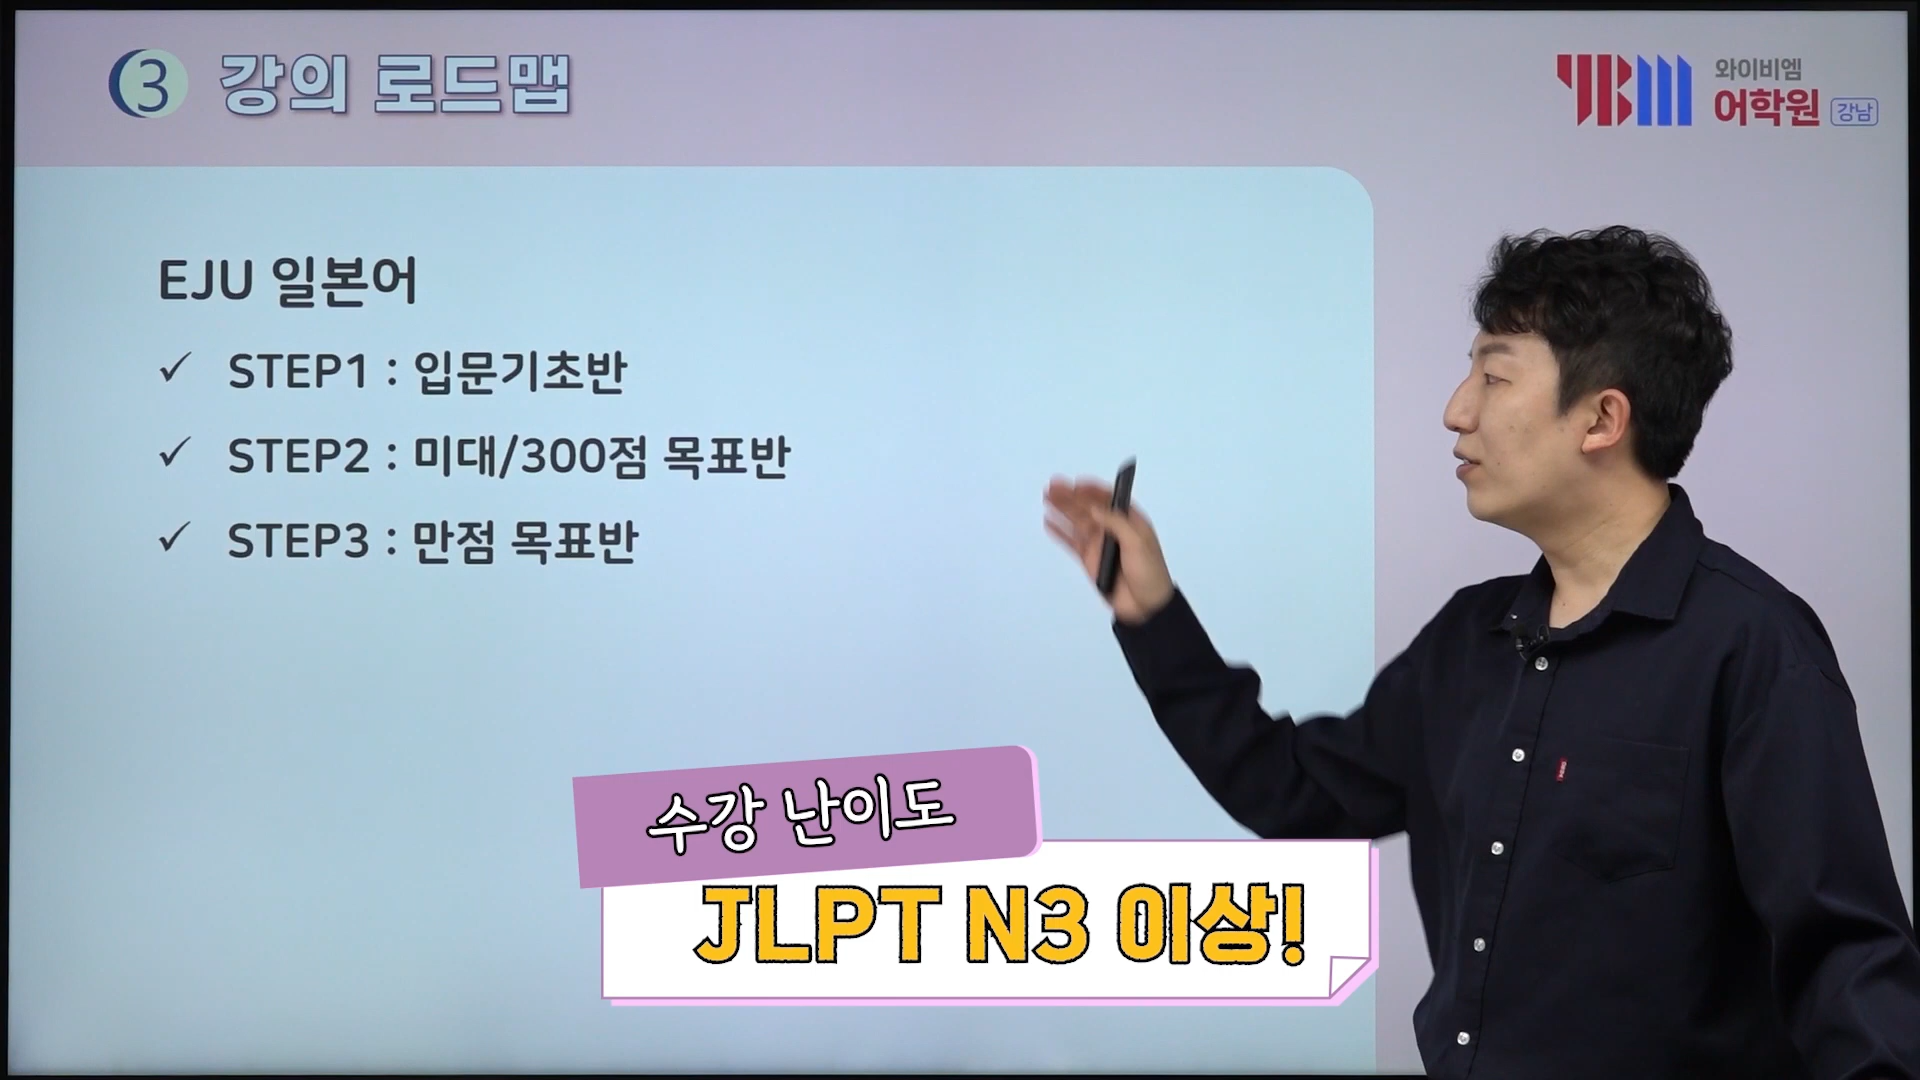 3 강의 로드맵
YBM 와이비엠
어학원 강남
EJU 일본어
✓ STEP1 : 입문기초반
✓ STEP2 : 미대/300점 목표반
✓ STEP3 : 만점 목표반
수강 난이도
JLPT N3 이상!